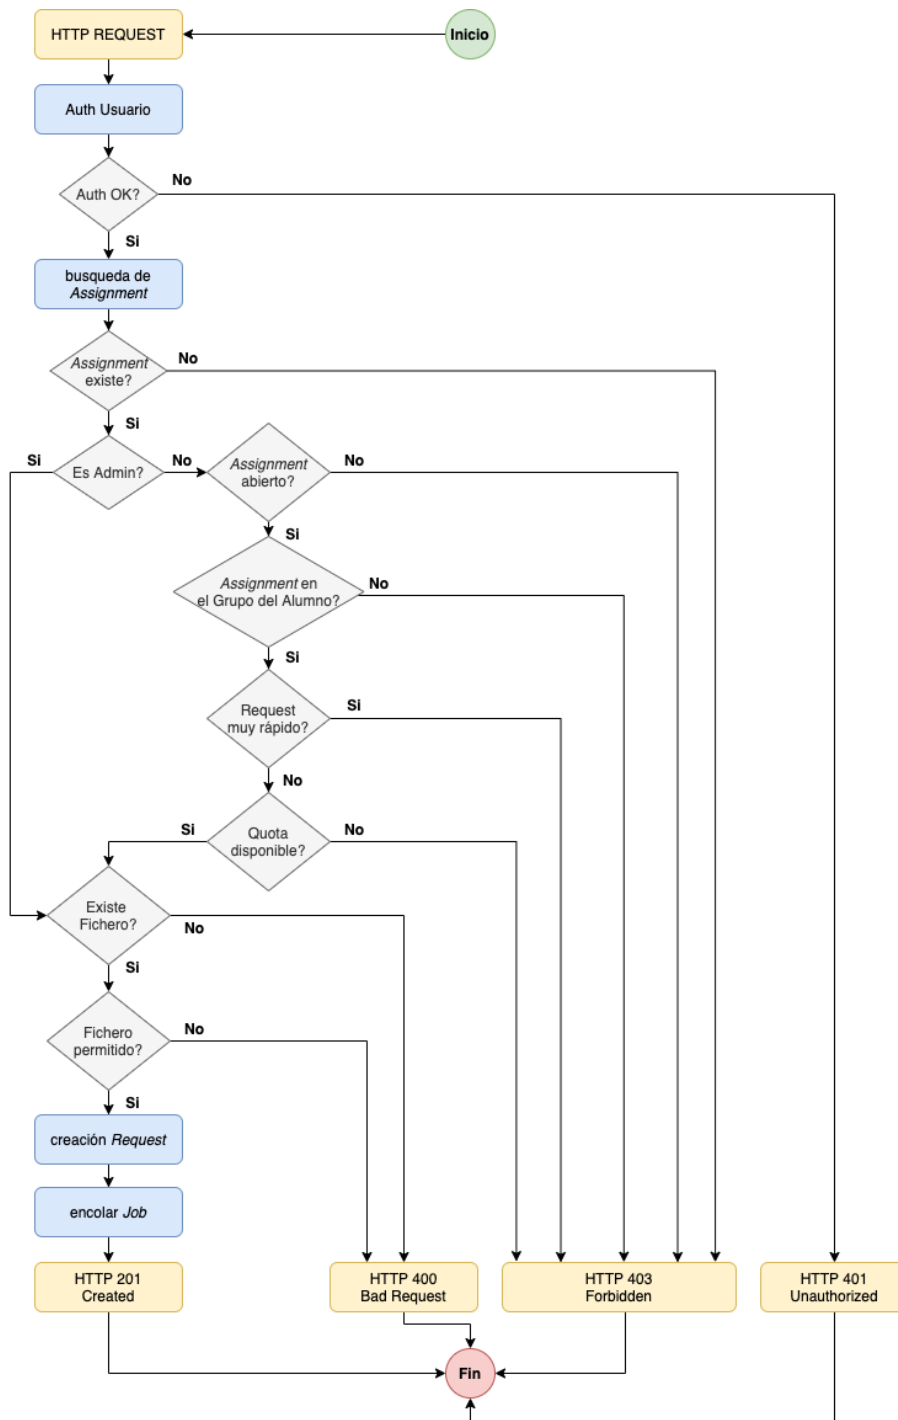 HTTP REQUEST
Inicio
Auth Usuario
Auth OK?
No
Si
busqueda de
Assignment
Assignment
existe?
No
Si
Si
Es Admin?
No
Assignment
abierto?
No
Si
Assignment en
el Grupo del Alumno?
No
Si
Request
muy rápido?
Si
No
Si
Quota
disponible?
No
Existe
Fichero?
No
Si
Fichero
permitido?
No
Si
creación Request
encolar Job
HTTP 201
Created
HTTP 400
Bad Request
HTTP 403
Forbidden
HTTP 401
Unauthorized
Fin